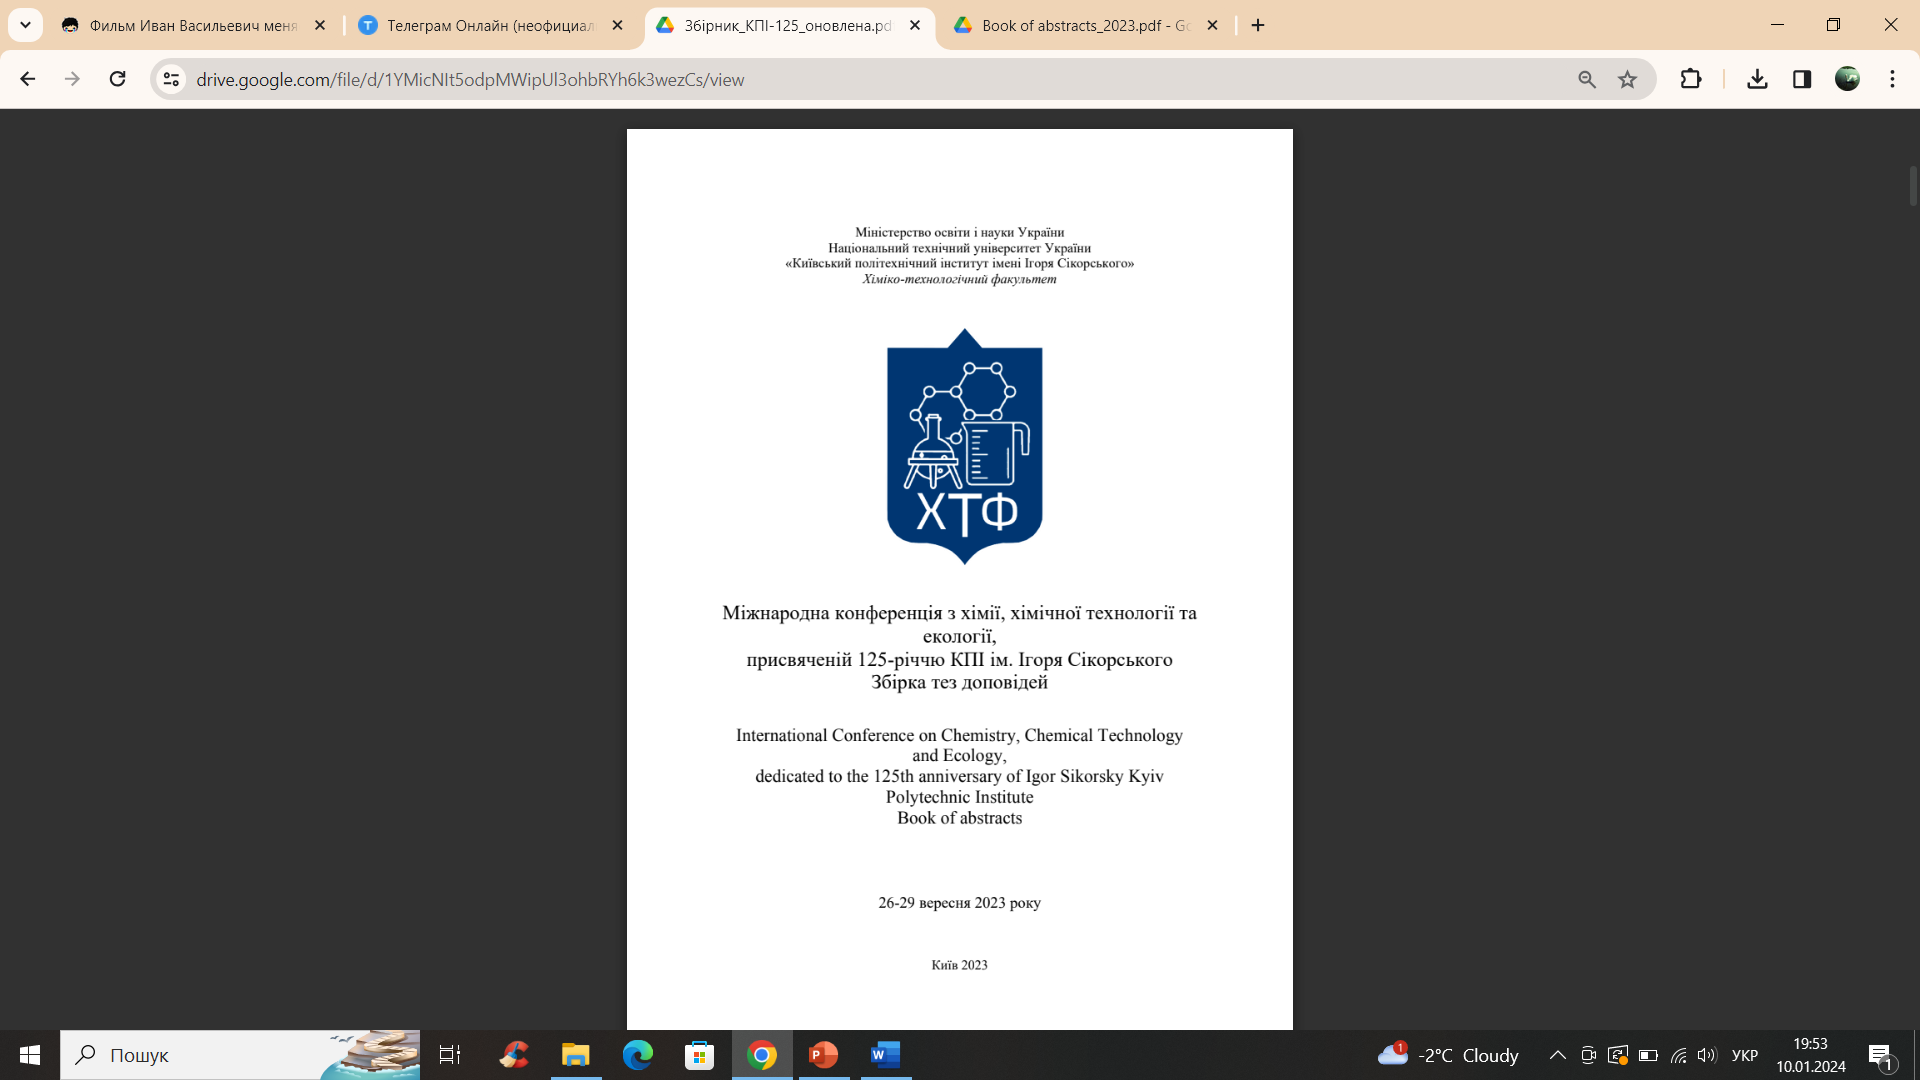 Фильм Иван Васильевич меня
Телеграм Онлайн (неофициал
Збірник_КПІ-125_оновлена.pd
Book of abstracts_2023.pdf - Go
drive.google.com/file/d/1YMicNIt5odpMWipUl3ohbRYh6k3wezCs/view
Міністерство освіти і науки України
Національний технічний університет України
«Київський політехнічний інститут імені Ігоря Сікорського»
Хіміко-технологічний факультет
ХТФ
Міжнародна конференція з хімії, хімічної технології та
екології,
присвяченій 125-річчю КПІ ім. Ігоря Сікорського
Збірка тез доповідей
International Conference on Chemistry, Chemical Technology
and Ecology,
dedicated to the 125th anniversary of Igor Sikorsky Kyiv
Polytechnic Institute
Book of abstracts
26-29 вересня 2023 року
Київ 2023
Пошук
-2°C Cloudy
УКР
19:53
10.01.2024